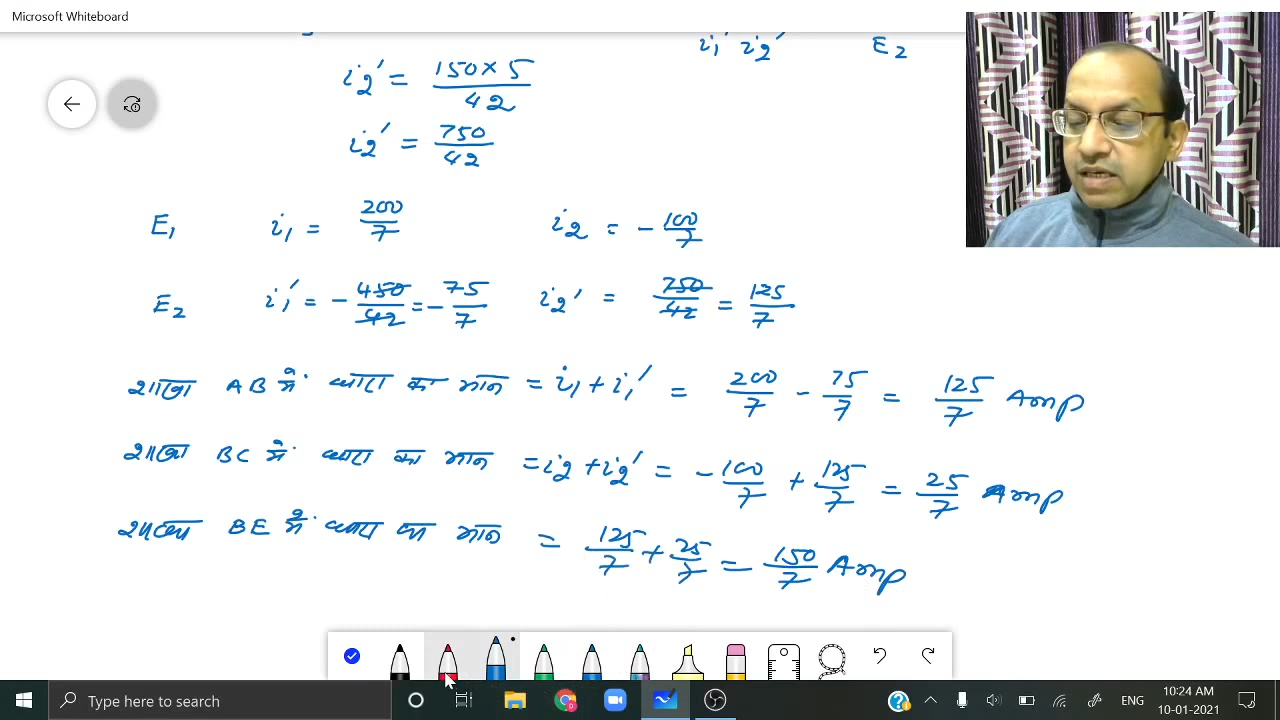 Microsoft Whiteboard
i1' i2' E2
i2' = 150×5/42
i2' = 750/42
E1 i1 = 200/7 i2 = -100/7
E2 i1' = -450/42 = -75/7 i2' = 750/42 = 125/7
शाखा AB में धारा का मान = i1 + i1' = 200/7 - 75/7 = 125/7 Amp
शाखा BC में धारा का मान = i2 + i2' = -100/7 + 125/7 = 25/7 Amp
शाखा BE में धारा का मान = 125/7 + 25/7 = 150/7 Amp
Type here to search
ENG
10:24 AM
10-01-2021